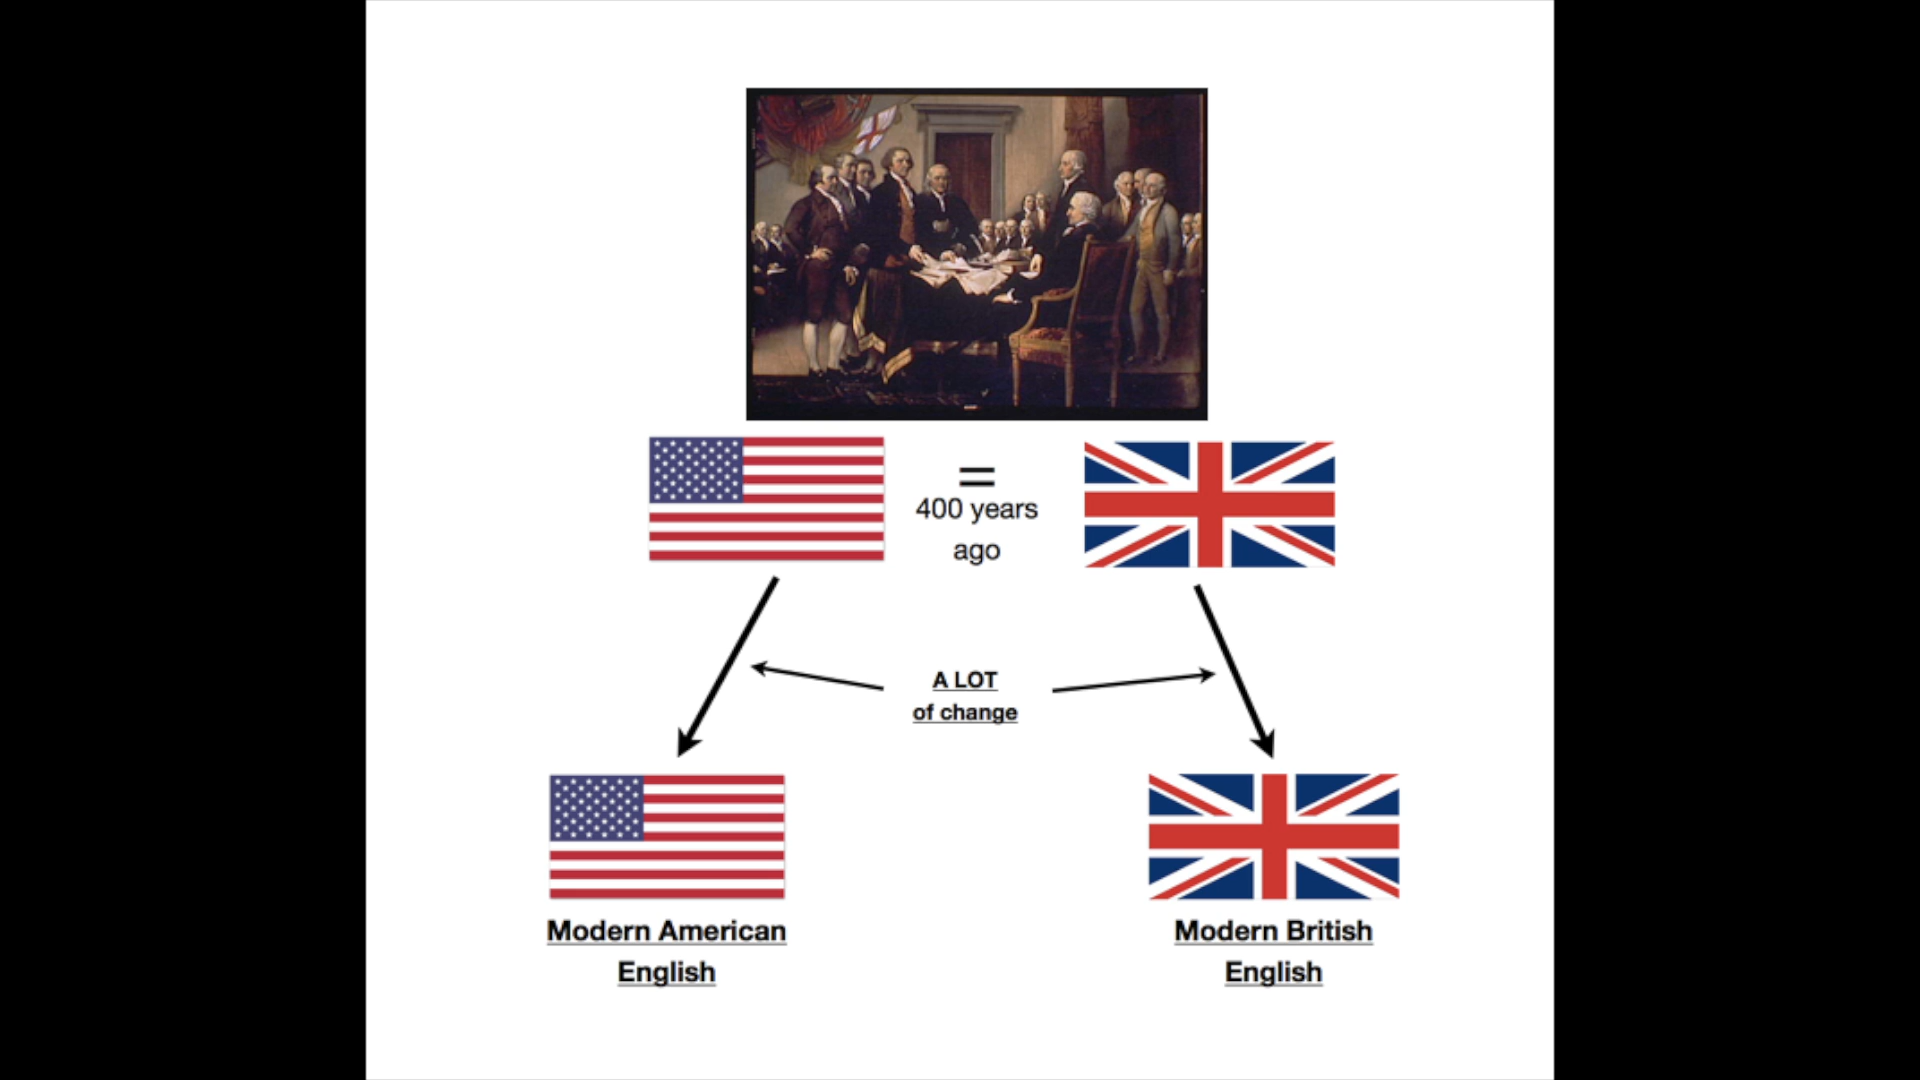 =
400 years
ago
A LOT
of change
Modern American
English
Modern British
English